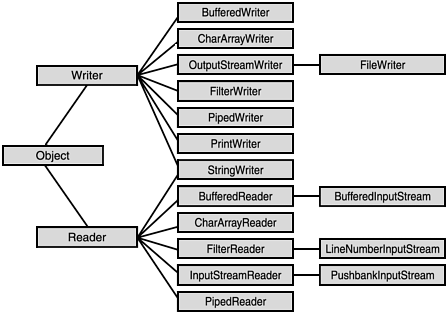 BufferedWriter
CharArrayWriter
OutputStreamWriter
FileWriter
Writer
FilterWriter
PipedWriter
PrintWriter
Object
StringWriter
BufferedReader
BufferedInputStream
CharArrayReader
Reader
FilterReader
LineNumberInputStream
InputStreamReader
PushbankInputStream
PipedReader